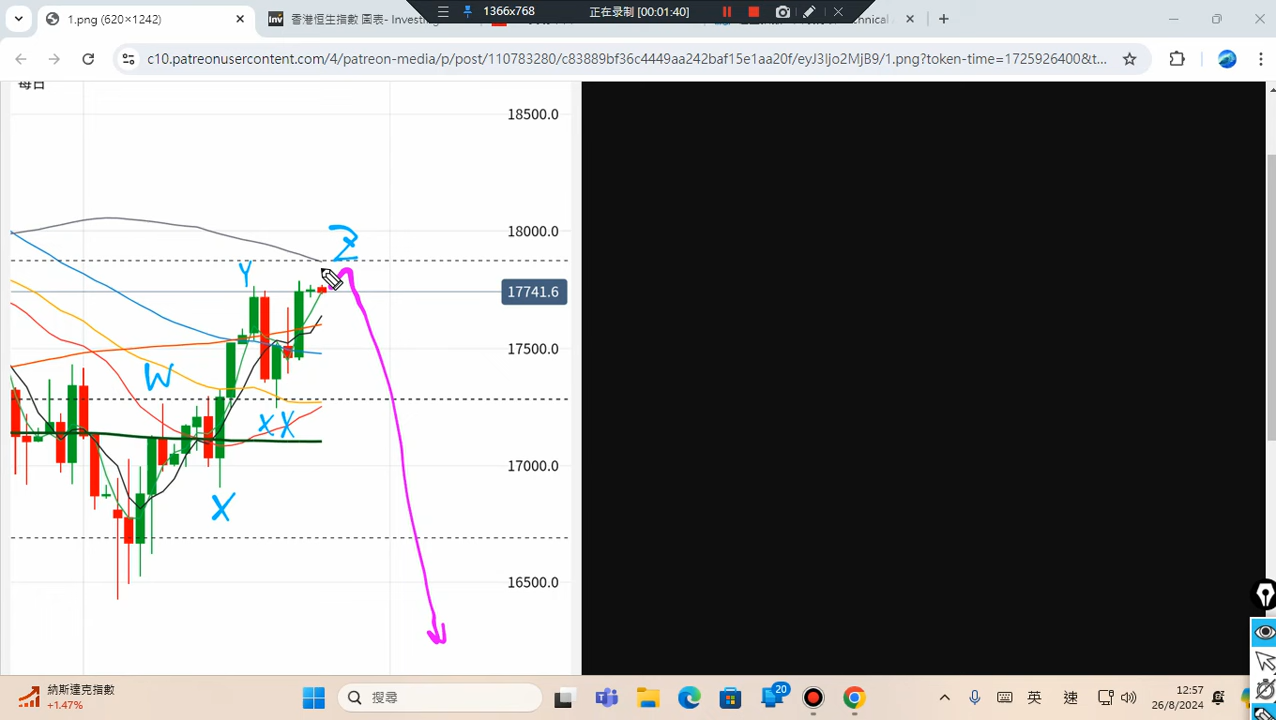 1366x768
正在录制 [00:01:40]
1.png (620×1242)
香港恒生指數 圖表- Investing
c10.patreonusercontent.com/4/patreon-media/p/post/110783280/c83889bf36c4449aa242baf15e1aa20f/eyJ3Ijo2MjB9/1.png?token-time=1725926400&t...
每日
18500.0
18000.0
Z
Y
17741.6
17500.0
W
XX
17000.0
X
16500.0
納斯達克指數
+1.47%
搜尋
20
英
速
12:57
26/8/2024